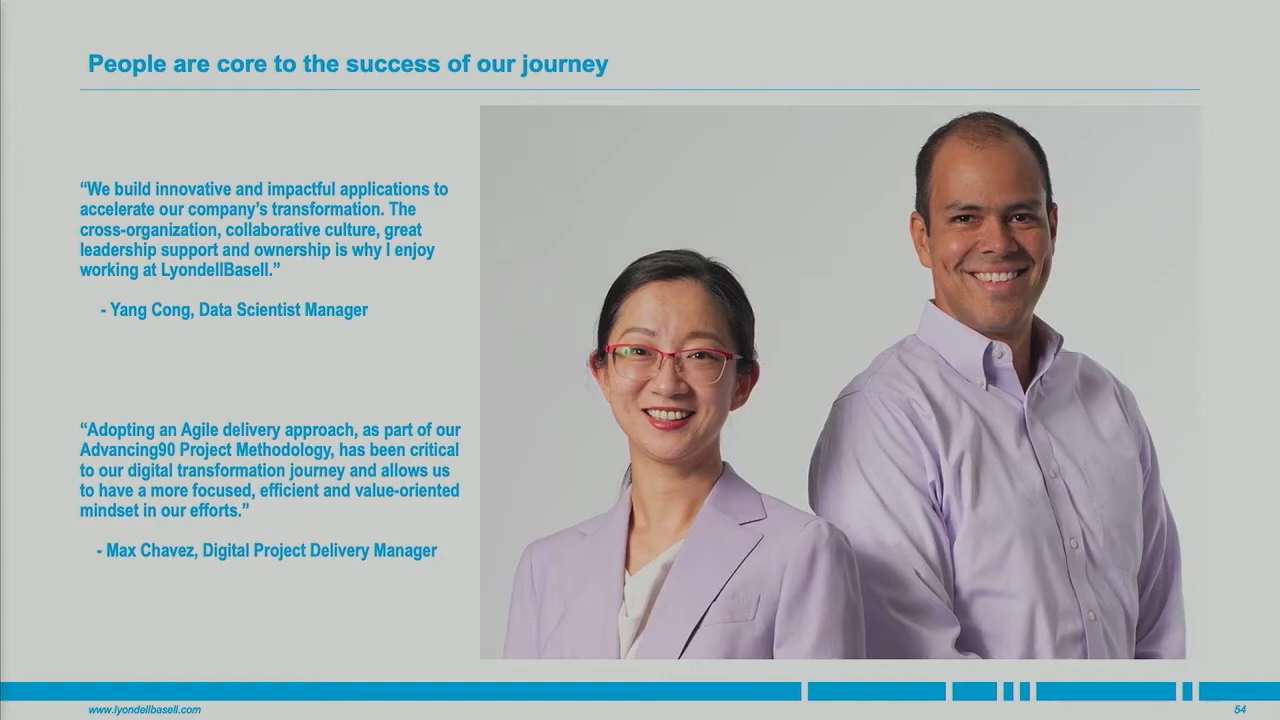 People are core to the success of our journey
“We build innovative and impactful applications to
accelerate our company’s transformation. The
cross-organization, collaborative culture, great
leadership support and ownership is why I enjoy
working at LyondellBasell.”
- Yang Cong, Data Scientist Manager
“Adopting an Agile delivery approach, as part of our
Advancing90 Project Methodology, has been critical
to our digital transformation journey and allows us
to have a more focused, efficient and value-oriented
mindset in our efforts.”
- Max Chavez, Digital Project Delivery Manager
www.lyondellbasell.com
54